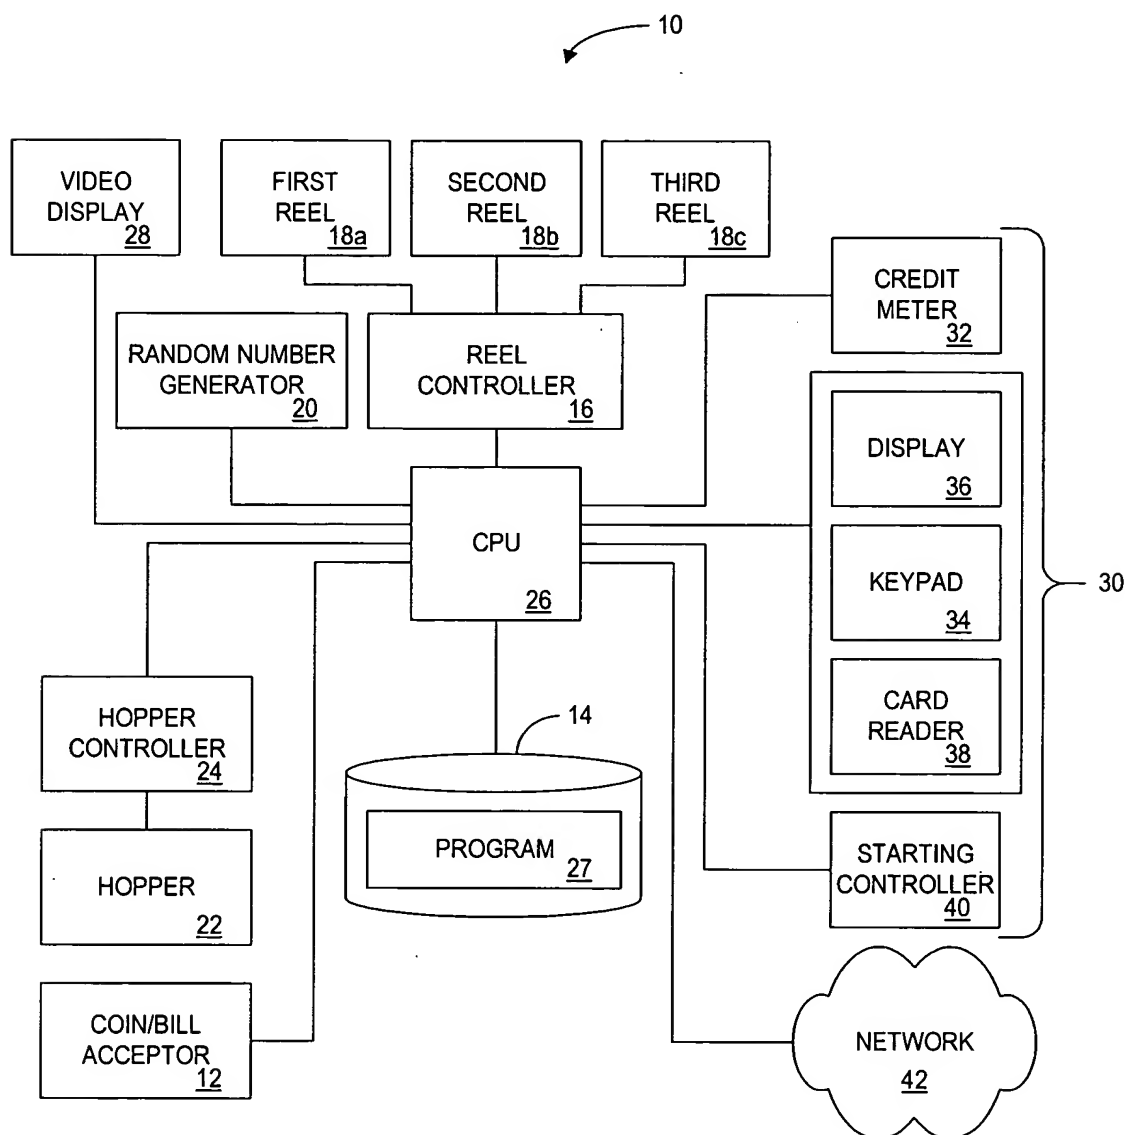 10
VIDEO
DISPLAY
28
FIRST
REEL
18a
SECOND
REEL
18b
THIRD
REEL
18c
CREDIT
METER
32
RANDOM NUMBER
GENERATOR
20
REEL
CONTROLLER
16
DISPLAY
36
CPU
26
KEYPAD
34
30
CARD
READER
38
HOPPER
CONTROLLER
24
14
PROGRAM
27
HOPPER
22
STARTING
CONTROLLER
40
COIN/BILL
ACCEPTOR
12
NETWORK
42